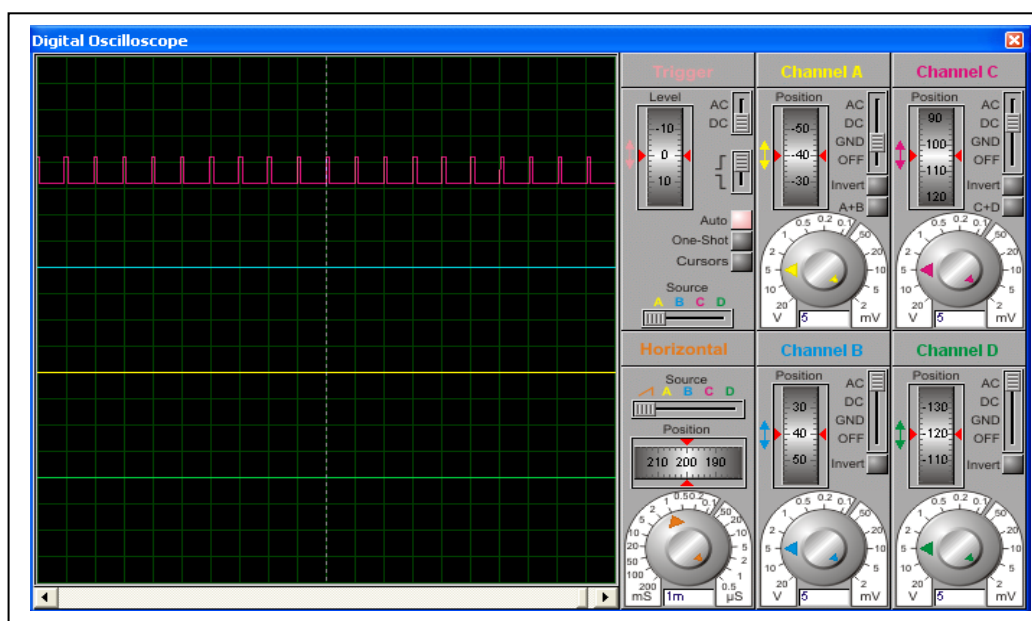 Digital Oscilloscope
Trigger
Level
-10
0
10
AC
DC
Auto
One-Shot
Cursors
Source
A B C D
Channel A
Position
-50
-40
-30
AC
DC
GND
OFF
Invert
A+B
20 10 5 2 1 0.5 0.2 0.1 50 20 10 5 2
V 5 mV
Channel C
Position
90
100
110
120
AC
DC
GND
OFF
Invert
C+D
20 10 5 2 1 0.5 0.2 0.1 50 20 10 5 2
V 5 mV
Horizontal
Source
A B C D
Position
210 200 190
200 100 50 20 10 5 2 1 0.5 0.2 0.1 50 20 10 5 2 1 0.5
mS 1m µS
Channel B
Position
30
40
50
AC
DC
GND
OFF
Invert
20 10 5 2 1 0.5 0.2 0.1 50 20 10 5 2
V 5 mV
Channel D
Position
-130
-120
-110
AC
DC
GND
OFF
Invert
20 10 5 2 1 0.5 0.2 0.1 50 20 10 5 2
V 5 mV